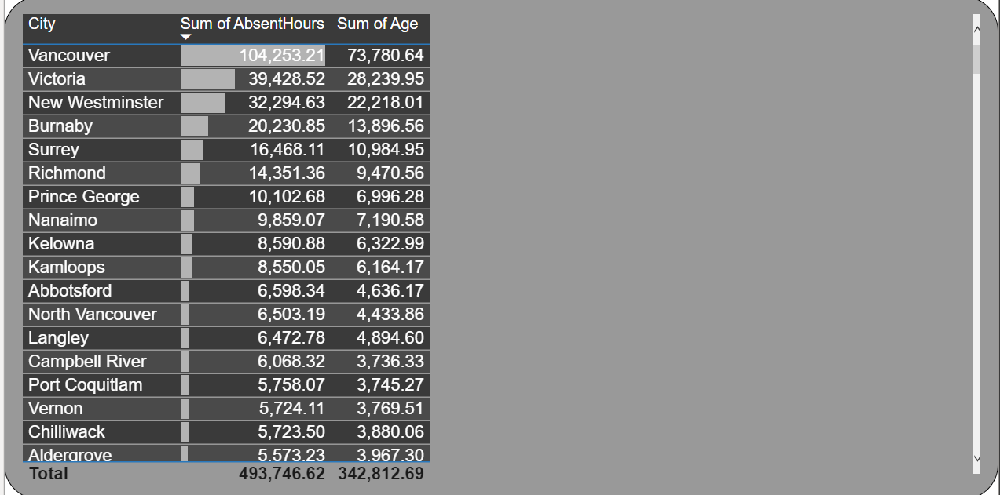 City Sum of AbsentHours Sum of Age
Vancouver 104,253.21 73,780.64
Victoria 39,428.52 28,239.95
New Westminster 32,294.63 22,218.01
Burnaby 20,230.85 13,896.56
Surrey 16,468.11 10,984.95
Richmond 14,351.36 9,470.56
Prince George 10,102.68 6,996.28
Nanaimo 9,859.07 7,190.58
Kelowna 8,590.88 6,322.99
Kamloops 8,550.05 6,164.17
Abbotsford 6,598.34 4,636.17
North Vancouver 6,503.19 4,433.86
Langley 6,472.78 4,894.60
Campbell River 6,068.32 3,736.33
Port Coquitlam 5,758.07 3,745.27
Vernon 5,724.11 3,769.51
Chilliwack 5,723.50 3,880.06
Aldergrove 5,573.23 3,967.30
Total 493,746.62 342,812.69